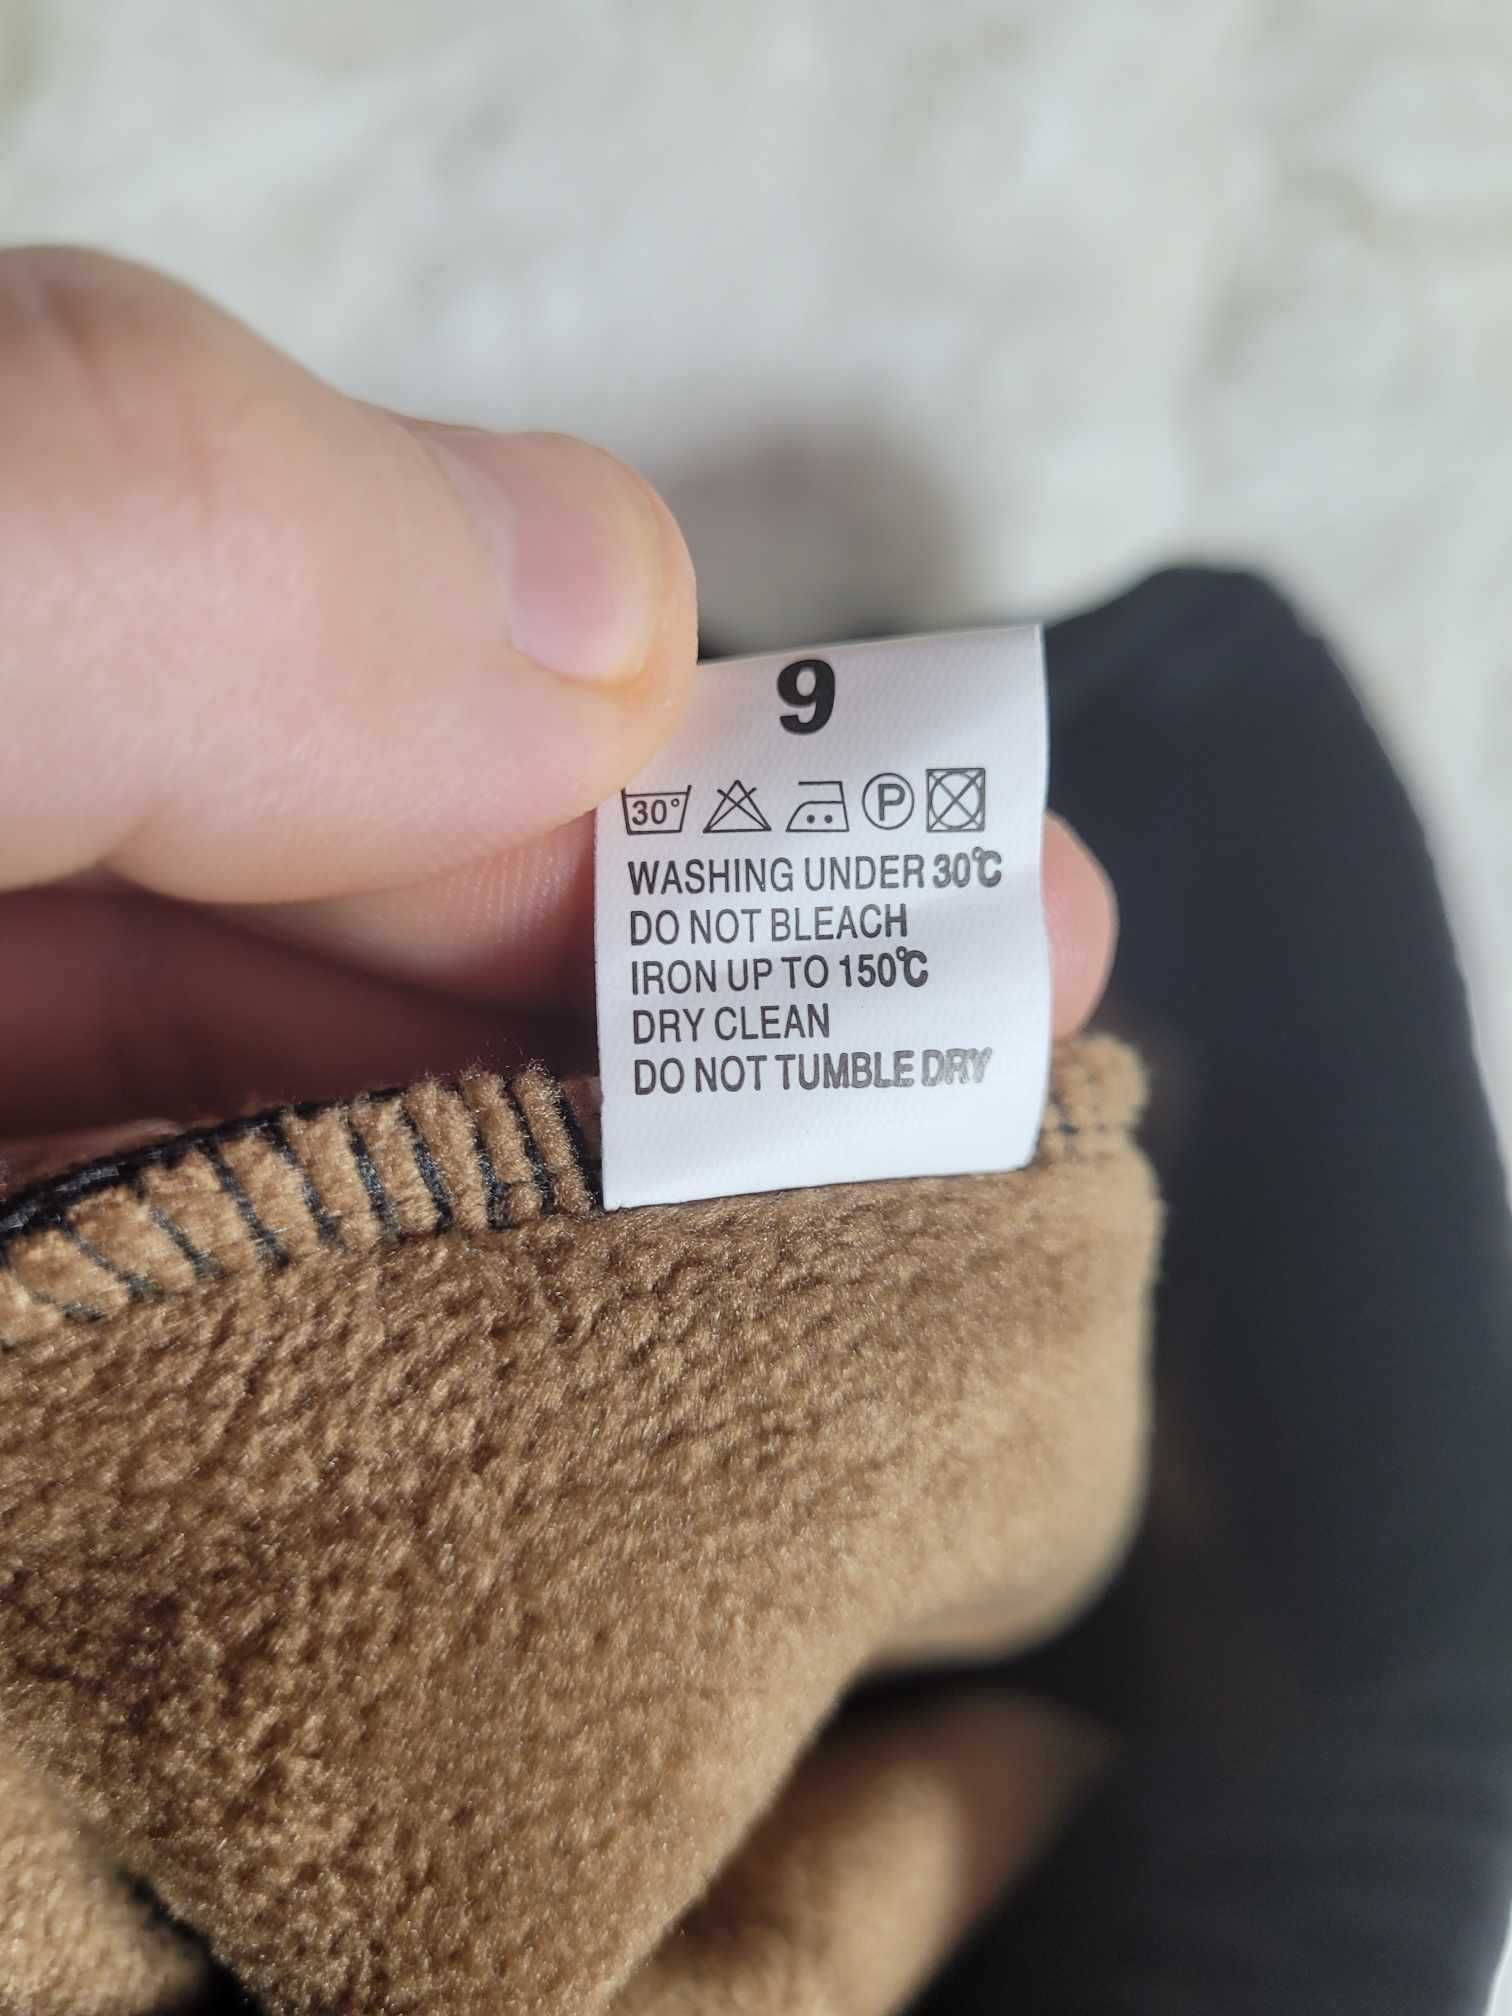 9
30° P
WASHING UNDER 30℃
DO NOT BLEACH
IRON UP TO 150℃
DRY CLEAN
DO NOT TUMBLE DRY